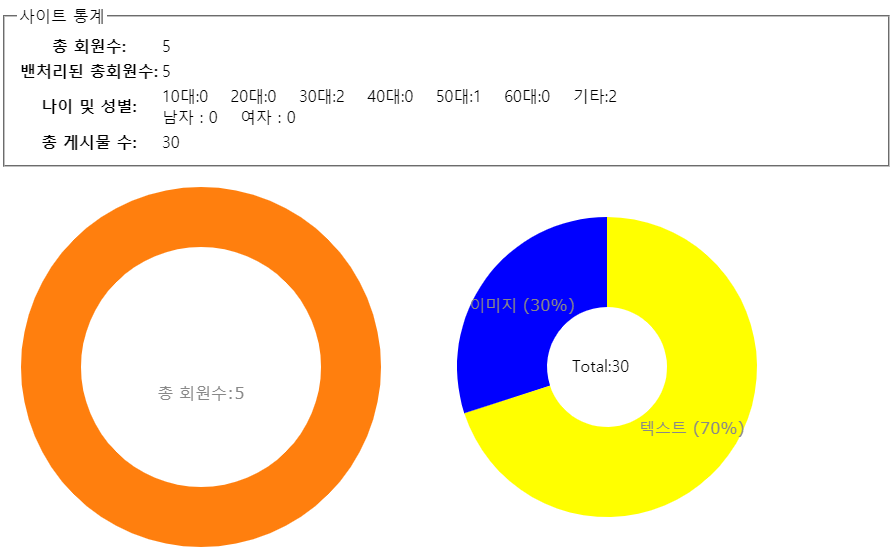 사이트 통계
총 회원수: 5
밴처리된 총회원수: 5
나이 및 성별: 10대:0 20대:0 30대:2 40대:0 50대:1 60대:0 기타:2
남자 : 0 여자 : 0
총 게시물 수: 30
이미지 (30%)
Total:30
총 회원수:5
텍스트 (70%)